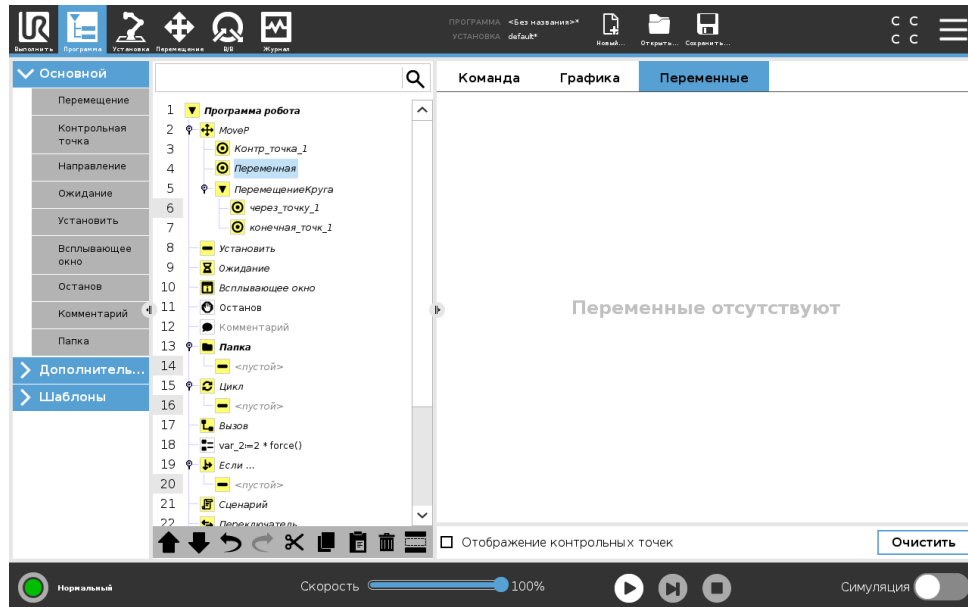 UR
Выполнить
Программа
Установка
Перемещение
В/В
Журнал
ПРОГРАММА <Без названия>*
УСТАНОВКА default*
Новый...
Открыть...
Сохранить...
C C
C C
Основной
Перемещение
Контрольная
точка
Направление
Ожидание
Установить
Всплывающее
окно
Останов
Комментарий
Папка
Дополнитель...
Шаблоны
1 Программа робота
2 MoveP
3 Контр_точка_1
4 Переменная
5 ПеремещениеКруга
6 через_точку_1
7 конечная_точк_1
8 Установить
9 Ожидание
10 Всплывающее окно
11 Останов
12 Комментарий
13 Папка
14 <пустой>
15 Цикл
16 <пустой>
17 Вызов
18 var_2:=2 * force()
19 Если ...
20 <пустой>
21 Сценарий
22 Переключатель
Команда
Графика
Переменные
Переменные отсутствуют
Отображение контрольных точек
Очистить
Нормальный
Скорость
100%
Симуляция